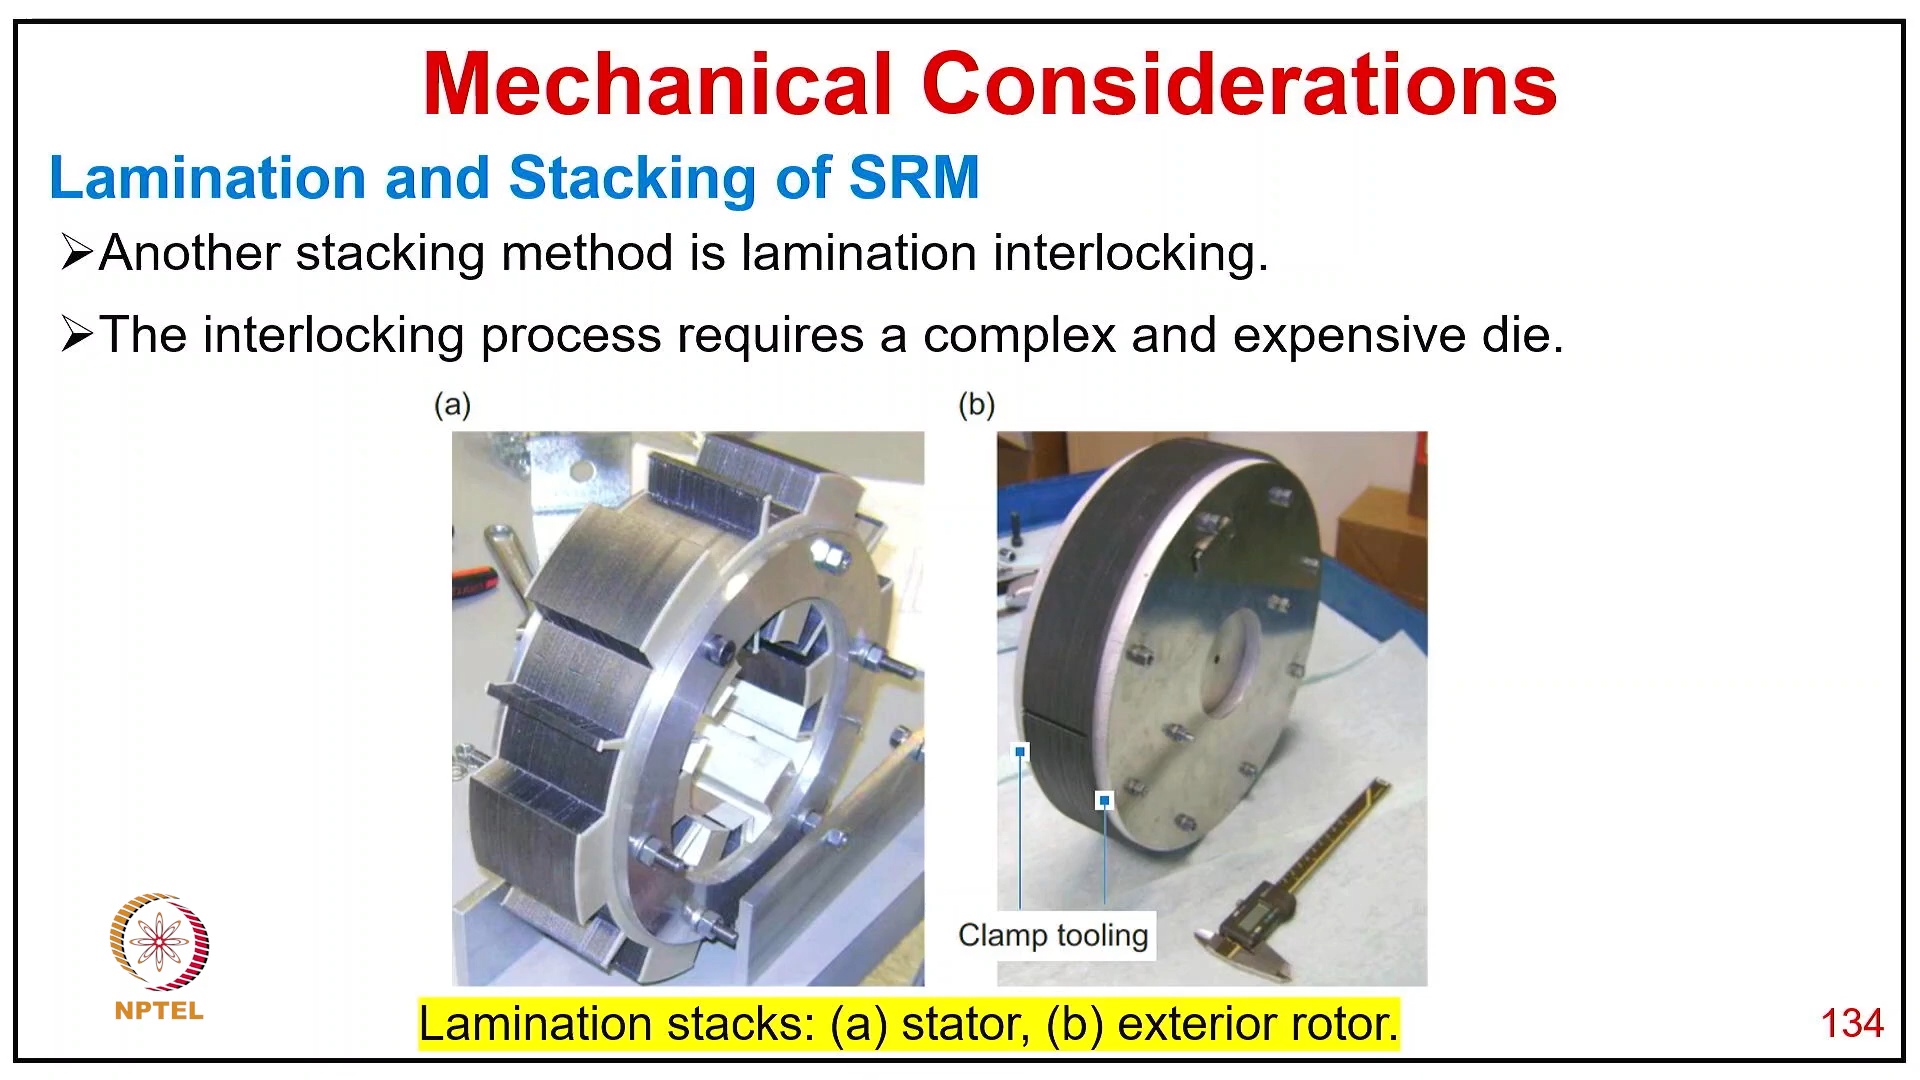 Mechanical Considerations
Lamination and Stacking of SRM
➢Another stacking method is lamination interlocking.
➢The interlocking process requires a complex and expensive die.
(a) (b)
Clamp tooling
NPTEL
Lamination stacks: (a) stator, (b) exterior rotor.
134